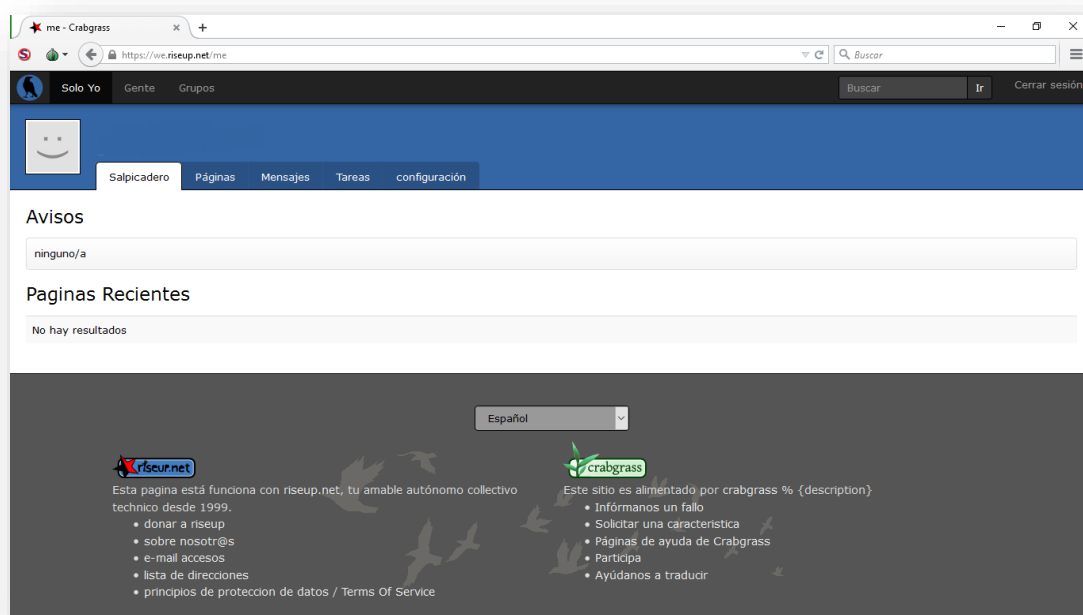 me - Crabgrass
https://we.riseup.net/me
Buscar
Solo Yo Gente Grupos Buscar Ir Cerrar sesión
Salpicadero Páginas Mensajes Tareas configuración
Avisos
ninguno/a
Paginas Recientes
No hay resultados
Español
riseup.net
Esta pagina está funciona con riseup.net, tu amable autónomo collectivo
technico desde 1999.
• donar a riseup
• sobre nosotr@s
• e-mail accesos
• lista de direcciones
• principios de proteccion de datos / Terms Of Service
crabgrass
Este sitio es alimentado por crabgrass % {description}
• Infórmanos un fallo
• Solicitar una caracteristica
• Páginas de ayuda de Crabgrass
• Participa
• Ayúdanos a traducir